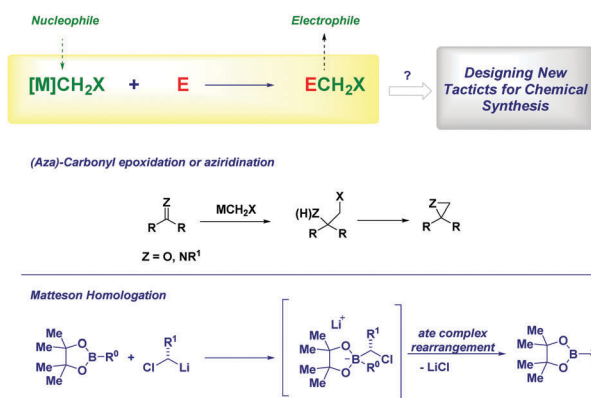 Nucleophile
Electrophile
[M]CH2X + E ECH2X
?
Designing New
Tacticts for Chemical
Synthesis
(Aza)-Carbonyl epoxidation or aziridination
Z
R R
MCH2X
X
(H)Z
R R
Z
R R
Z = O, NR1
Matteson Homologation
Me
Me
Me
Me
O
O
B-R0
+
R1
Cl Li
Li+
Me
Me
Me
Me
O
O
B
–
R1
Cl
R0
ate complex
rearrangement
- LiCl
Me
Me
Me
Me
O
O
B